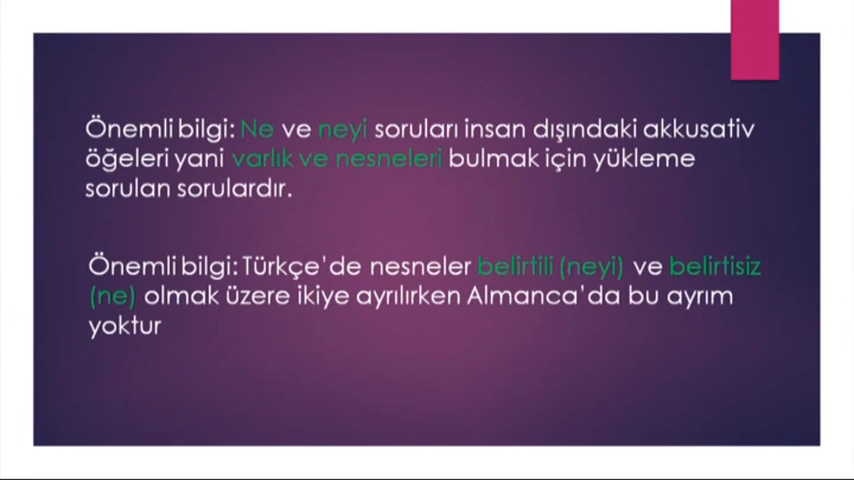 Önemli bilgi: Ne ve neyi soruları insan dışındaki akkusativ
öğeleri yani varlık ve nesneleri bulmak için yükleme
sorulan sorulardır.
Önemli bilgi: Türkçe'de nesneler belirtili (neyi) ve belirtisiz
(ne) olmak üzere ikiye ayrılırken Almanca'da bu ayrım
yoktur